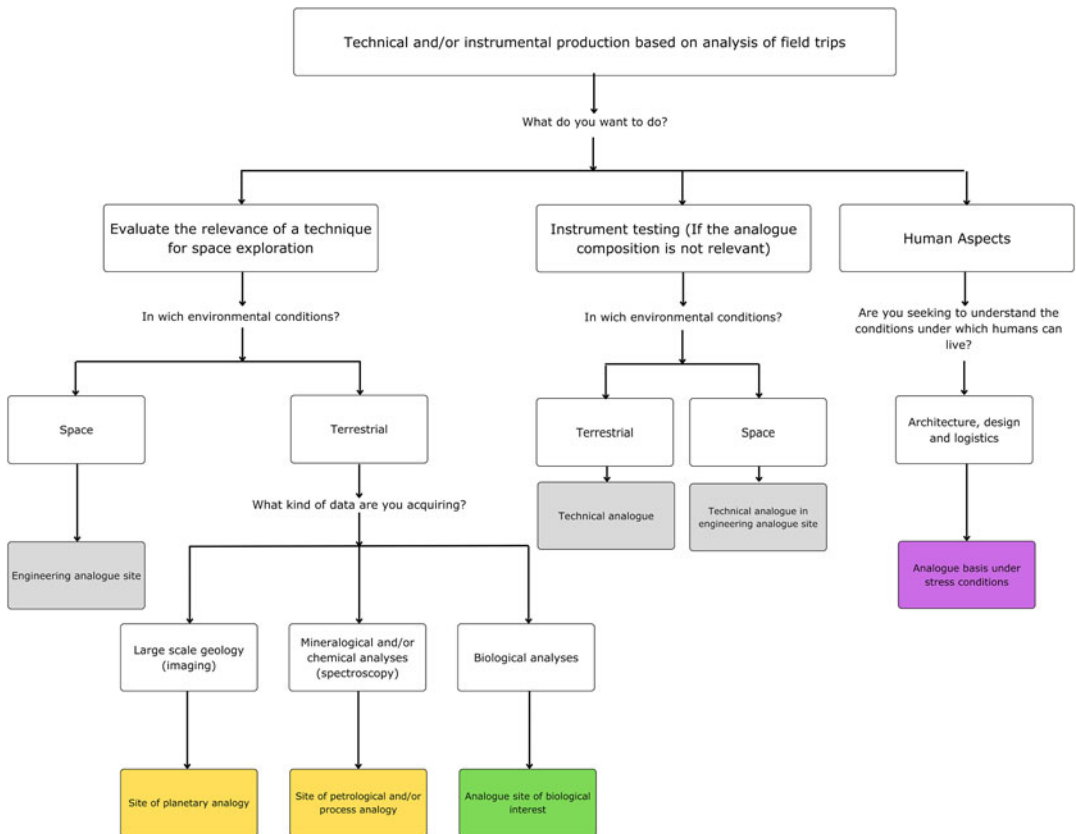 Technical and/or instrumental production based on analysis of field trips
What do you want to do?
Evaluate the relevance of a technique
for space exploration
Instrument testing (If the analogue
composition is not relevant)
Human Aspects
In wich environmental conditions?
In wich environmental conditions?
Are you seeking to understand the
conditions under which humans can
live?
Space
Terrestrial
Terrestrial
Space
Architecture, design
and logistics
What kind of data are you acquiring?
Technical analogue
Technical analogue in
engineering analogue site
Engineering analogue site
Analogue basis under
stress conditions
Large scale geology
(imaging)
Mineralogical and/or
chemical analyses
(spectroscopy)
Biological analyses
Site of planetary analogy
Site of petrological and/or
process analogy
Analogue site of biological
interest